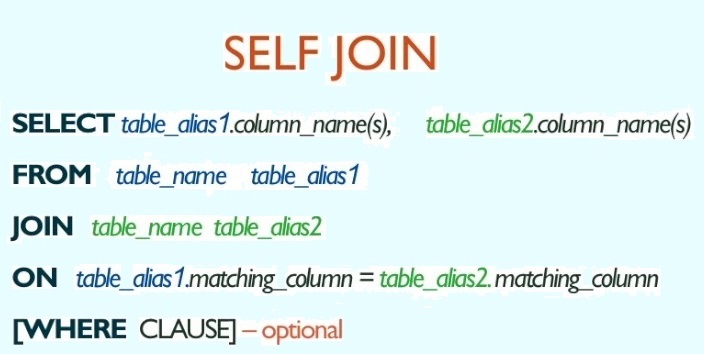 SELF JOIN
SELECT table_alias1.column_name(s), table_alias2.column_name(s)
FROM table_name table_alias1
JOIN table_name table_alias2
ON table_alias1.matching_column = table_alias2. matching_column
[WHERE CLAUSE] – optional